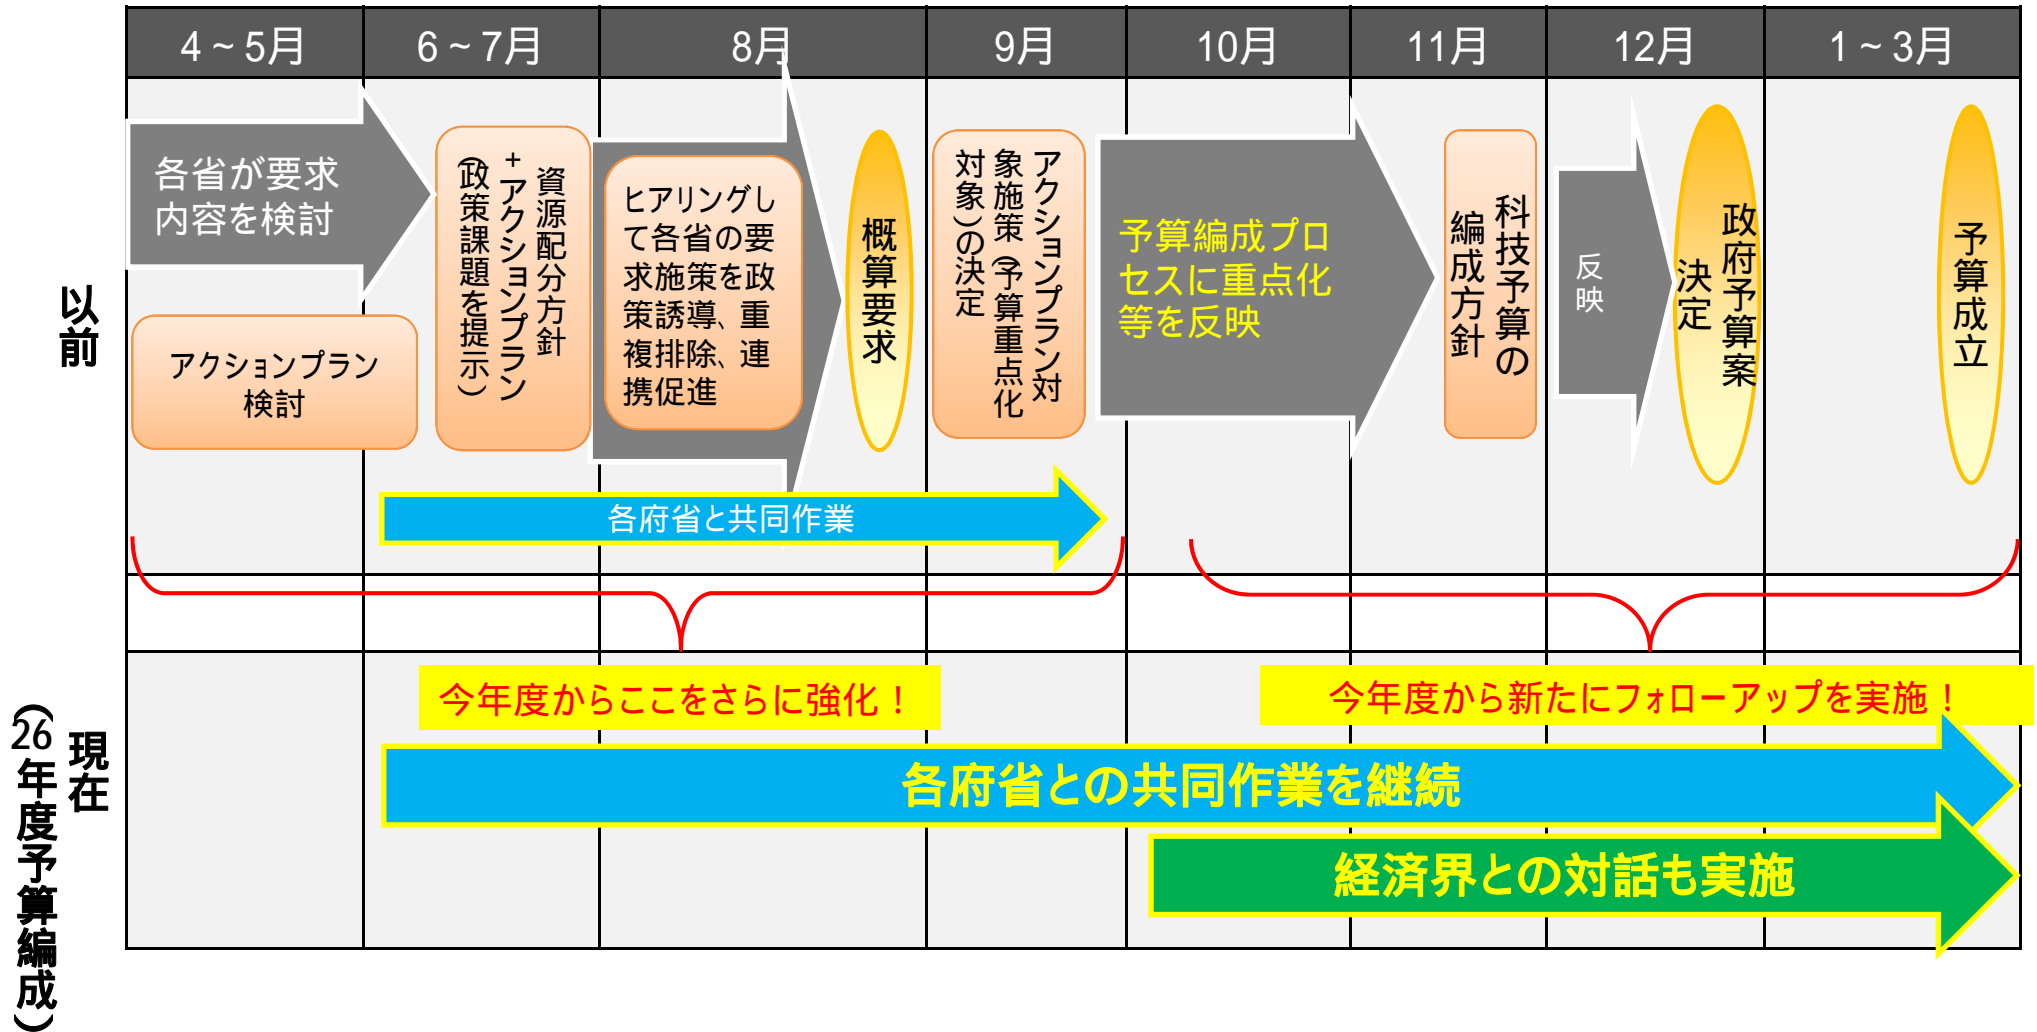 4～5月
6～7月
8月
9月
10月
11月
12月
1～3月
以前
各省が要求
内容を検討
アクションプラン
検討
資源配分方針
+アクションプラン
(政策課題を提示)
ヒアリングし
て各省の要
求施策を政
策誘導、重
複排除、連
携促進
概算要求
アクションプラン対
象施策(予算重点化
対象)の決定
予算編成プロ
セスに重点化
等を反映
科技予算の
編成方針
反
映
政府予算案
決定
予算成立
各府省と共同作業
現在
(26年度予算編成)
今年度からここをさらに強化！
今年度から新たにフォローアップを実施！
各府省との共同作業を継続
経済界との対話も実施